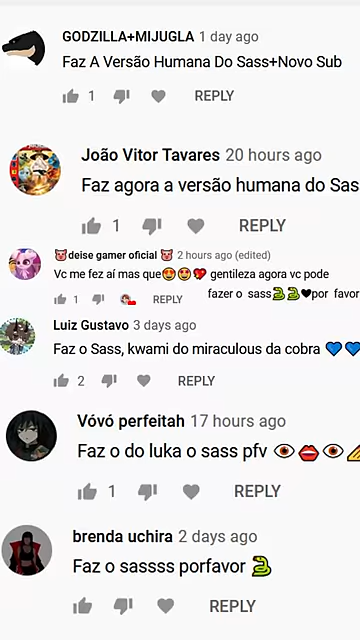 GODZILLA+MIJUGLA 1 day ago
Faz A Versão Humana Do Sass+Novo Sub
1 REPLY
João Vitor Tavares 20 hours ago
Faz agora a versão humana do Sas
1 REPLY
🐷deise gamer oficial 🐷 2 hours ago (edited)
Vc me fez aí mas que😍😍💖 gentileza agora vc pode
fazer o sass🐍🐍🖤por favor
1 REPLY
Luiz Gustavo 3 days ago
Faz o Sass, kwami do miraculous da cobra 💙💙
2 REPLY
Vóvó perfeitah 17 hours ago
Faz o do luka o sass pfv 👁👄👁
1 REPLY
brenda uchira 2 days ago
Faz o sassss porfavor 🐍
REPLY